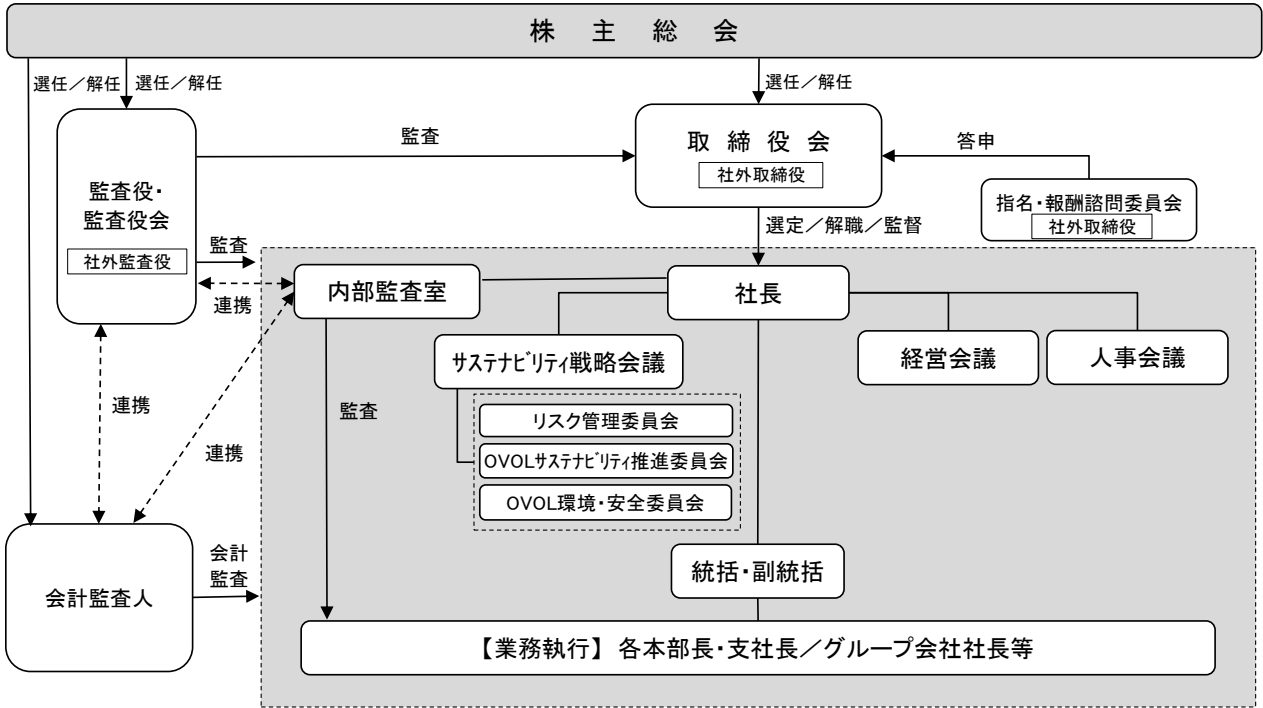 株 主 総 会
選任／解任
選任／解任
選任／解任
監査
取 締 役 会
社外取締役
答申
監査役・
監査役会
社外監査役
指名・報酬諮問委員会
社外取締役
選定／解職／監督
監査
連携
内部監査室
社長
サステナビリティ戦略会議
経営会議
人事会議
連携
連携
監査
リスク管理委員会
OVOLサステナビリティ推進委員会
OVOL環境・安全委員会
会計
監査
会計監査人
統括・副統括
【業務執行】各本部長・支社長／グループ会社社長等